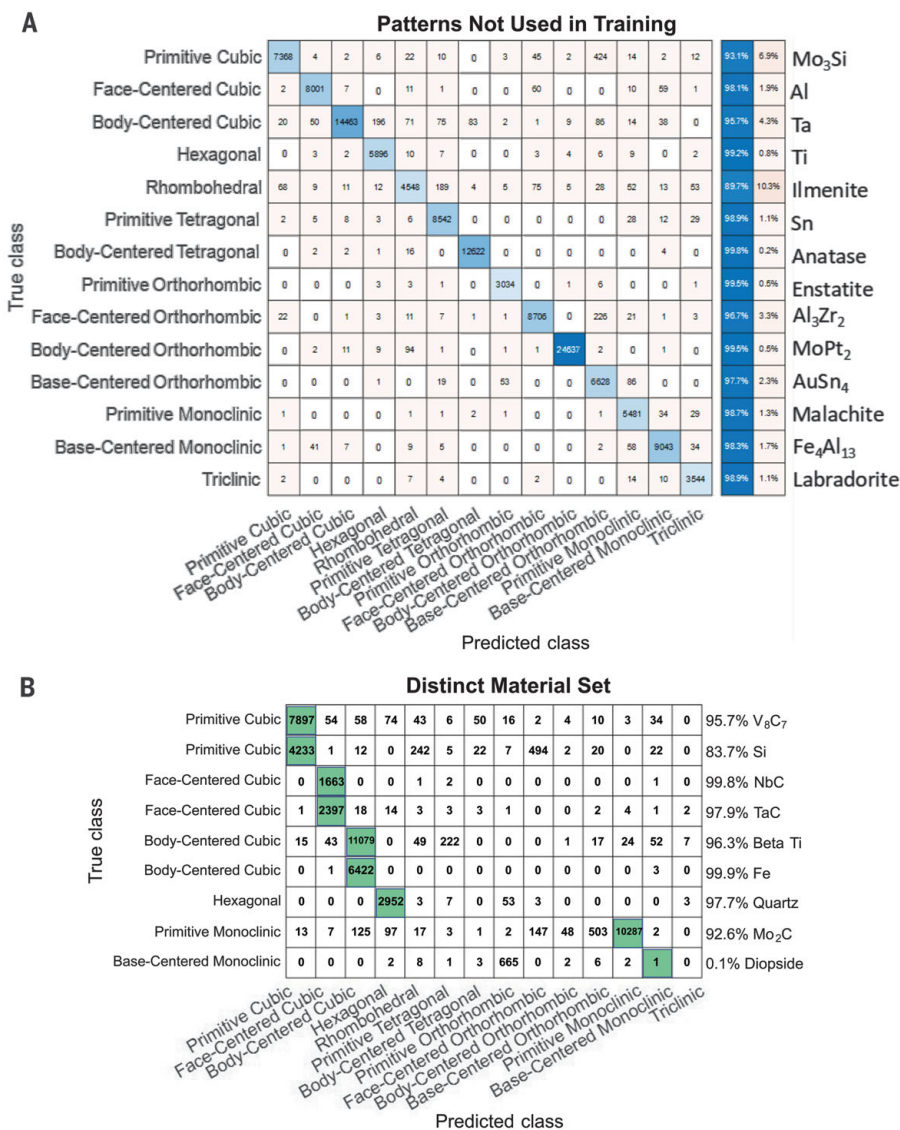 A
Patterns Not Used in Training
Primitive Cubic 7368 4 2 6 22 10 0 3 45 2 424 14 2 12 93.1% 6.9% Mo3Si
Face-Centered Cubic 2 8001 7 0 11 1 0 0 60 0 0 10 59 1 98.1% 1.9% Al
Body-Centered Cubic 20 50 14463 196 71 75 83 2 1 9 86 14 38 0 95.7% 4.3% Ta
Hexagonal 0 3 2 5896 10 7 0 0 3 4 6 9 0 2 99.2% 0.8% Ti
Rhombohedral 68 9 11 12 4548 189 4 5 75 5 28 52 13 53 89.7% 10.3% Ilmenite
Primitive Tetragonal 2 5 8 3 6 8542 0 0 0 0 0 28 12 29 98.9% 1.1% Sn
Body-Centered Tetragonal 0 2 2 1 16 0 12622 0 0 0 0 0 4 0 99.8% 0.2% Anatase
Primitive Orthorhombic 0 0 0 3 3 1 0 3034 0 1 6 0 0 1 99.5% 0.5% Enstatite
Face-Centered Orthorhombic 22 0 1 3 11 7 1 1 8706 0 226 21 1 3 96.7% 3.3% Al3Zr2
Body-Centered Orthorhombic 0 2 11 9 94 1 0 1 1 24637 2 0 1 0 99.5% 0.5% MoPt2
Base-Centered Orthorhombic 0 0 0 1 0 19 0 53 0 0 6628 86 0 0 97.7% 2.3% AuSn4
Primitive Monoclinic 1 0 0 0 1 1 2 1 0 0 1 5481 34 29 98.7% 1.3% Malachite
Base-Centered Monoclinic 1 41 7 0 9 5 0 0 0 0 2 58 9043 34 98.3% 1.7% Fe4Al13
Triclinic 2 0 0 0 7 4 0 0 2 0 0 14 10 3544 98.9% 1.1% Labradorite
True class
Primitive Cubic
Face-Centered Cubic
Body-Centered Cubic
Hexagonal
Rhombohedral
Primitive Tetragonal
Body-Centered Tetragonal
Primitive Orthorhombic
Face-Centered Orthorhombic
Body-Centered Orthorhombic
Base-Centered Orthorhombic
Primitive Monoclinic
Base-Centered Monoclinic
Triclinic
Predicted class
B
Distinct Material Set
Primitive Cubic 7897 54 58 74 43 6 50 16 2 4 10 3 34 0 95.7% V8C7
Primitive Cubic 4233 1 12 0 242 5 22 7 494 2 20 0 22 0 83.7% Si
Face-Centered Cubic 0 1663 0 0 1 2 0 0 0 0 0 0 1 0 99.8% NbC
Face-Centered Cubic 1 2397 18 14 3 3 3 1 0 0 2 4 1 2 97.9% TaC
Body-Centered Cubic 15 43 11079 0 49 222 0 0 0 1 17 24 52 7 96.3% Beta Ti
Body-Centered Cubic 0 1 6422 0 0 0 0 0 0 0 0 0 3 0 99.9% Fe
Hexagonal 0 0 0 2952 3 7 0 53 3 0 0 0 0 3 97.7% Quartz
Primitive Monoclinic 13 7 125 97 17 3 1 2 147 48 503 10287 2 0 92.6% Mo2C
Base-Centered Monoclinic 0 0 0 2 8 1 3 665 0 2 6 2 1 0 0.1% Diopside
True class
Primitive Cubic
Face-Centered Cubic
Body-Centered Cubic
Hexagonal
Rhombohedral
Primitive Tetragonal
Body-Centered Tetragonal
Primitive Orthorhombic
Face-Centered Orthorhombic
Body-Centered Orthorhombic
Base-Centered Orthorhombic
Primitive Monoclinic
Base-Centered Monoclinic
Triclinic
Predicted class